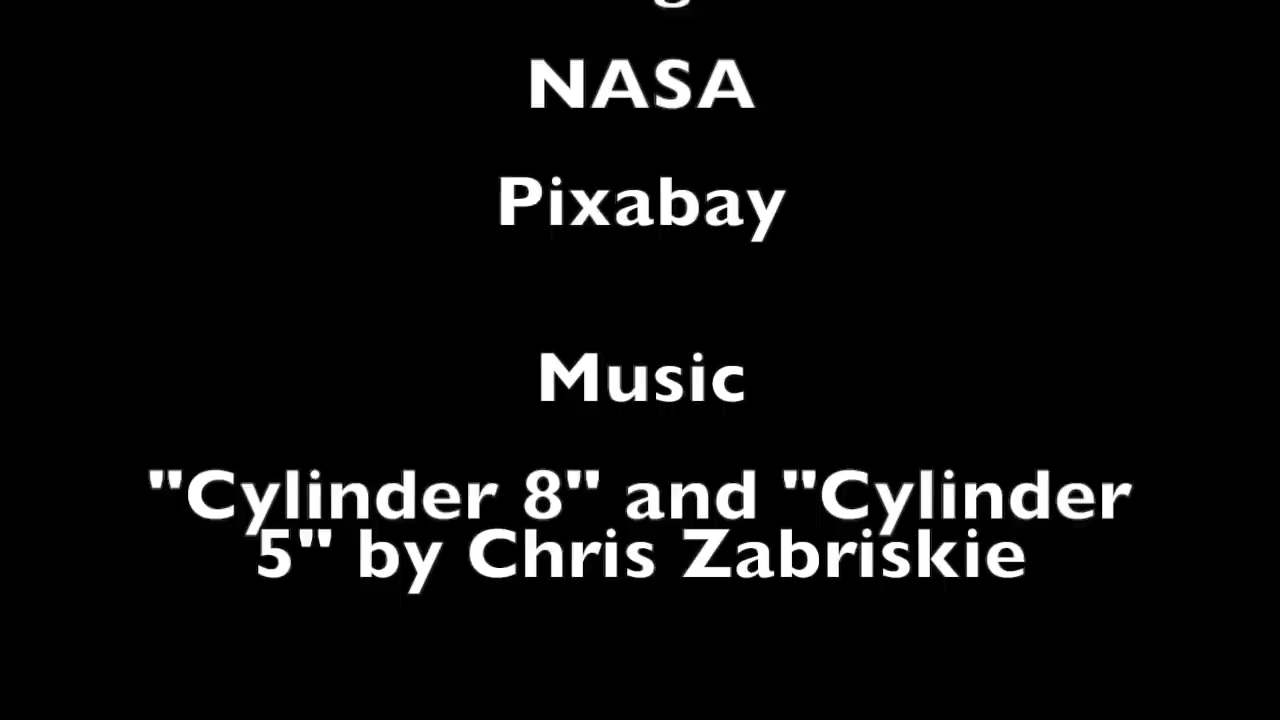 NASA
Pixabay
Music
"Cylinder 8" and "Cylinder
5" by Chris Zabriskie